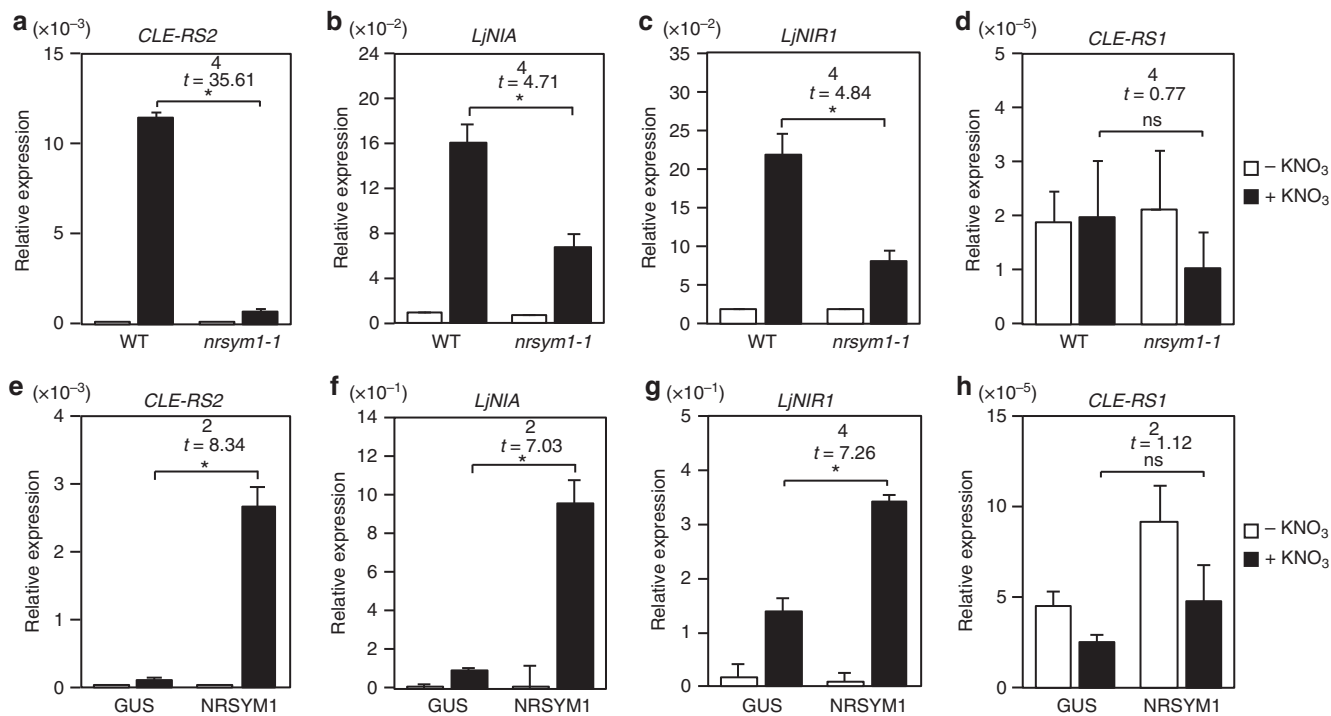 a (×10⁻³)
CLE-RS2
4
t = 35.61
*
15
10
5
0
Relative expression
WT nrsym1-1
b (×10⁻²)
LjNIA
4
t = 4.71
*
24
20
16
12
8
4
0
Relative expression
WT nrsym1-1
c (×10⁻²)
LjNIR1
4
t = 4.84
*
35
30
25
20
15
10
5
0
Relative expression
WT nrsym1-1
d (×10⁻⁵)
CLE-RS1
4
t = 0.77
ns
5
4
3
2
1
0
Relative expression
WT nrsym1-1
– KNO₃
+ KNO₃
e (×10⁻³)
CLE-RS2
2
t = 8.34
*
4
3
2
1
0
Relative expression
GUS NRSYM1
f (×10⁻¹)
LjNIA
2
t = 7.03
*
14
12
10
8
6
4
2
0
Relative expression
GUS NRSYM1
g (×10⁻¹)
LjNIR1
4
t = 7.26
*
5
4
3
2
1
0
Relative expression
GUS NRSYM1
h (×10⁻⁵)
CLE-RS1
2
t = 1.12
ns
15
10
5
0
Relative expression
GUS NRSYM1
– KNO₃
+ KNO₃